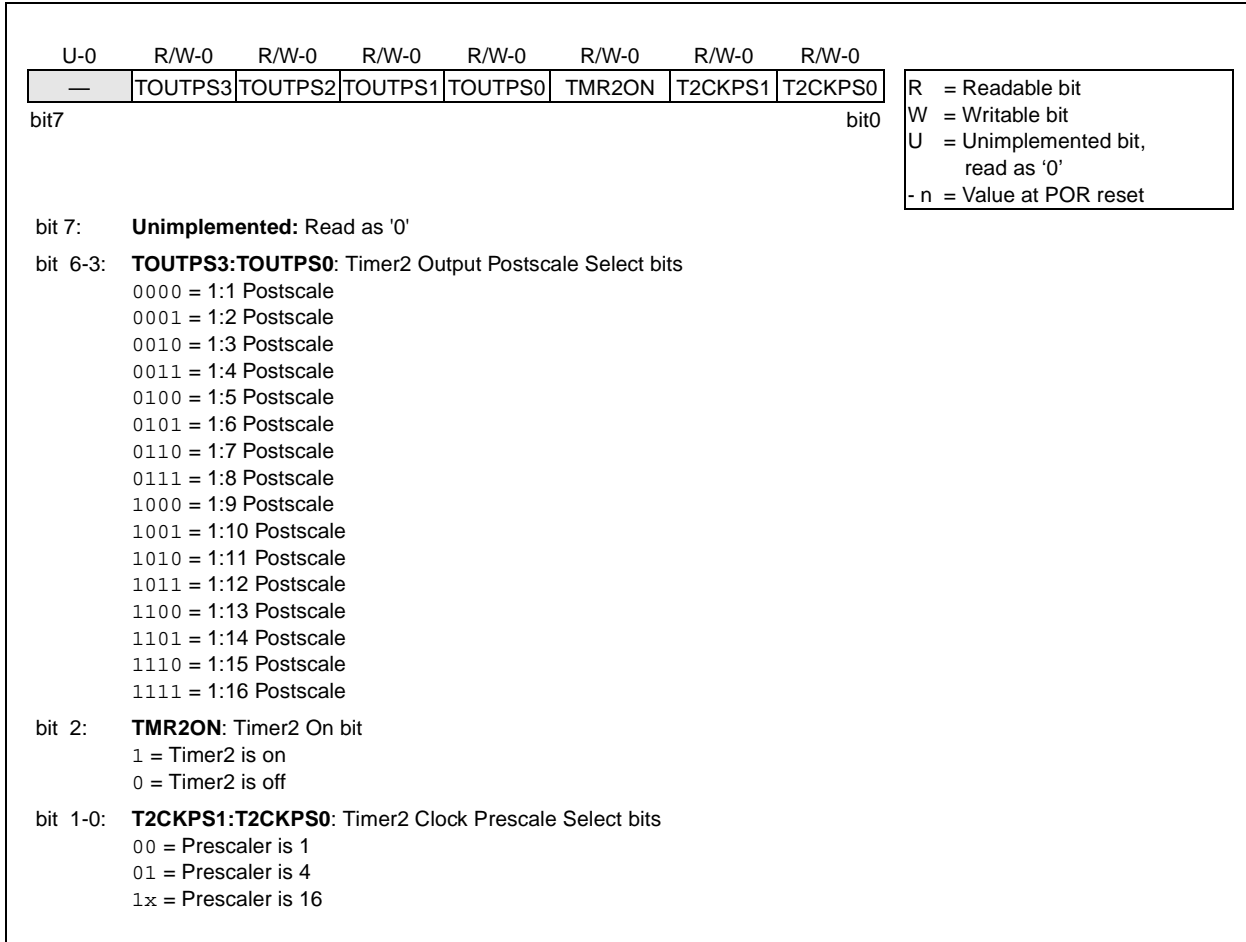 U-0 R/W-0 R/W-0 R/W-0 R/W-0 R/W-0 R/W-0 R/W-0
— TOUTPS3 TOUTPS2 TOUTPS1 TOUTPS0 TMR2ON T2CKPS1 T2CKPS0
bit7 bit0
R = Readable bit
W = Writable bit
U = Unimplemented bit,
read as ‘0’
- n = Value at POR reset
bit 7: Unimplemented: Read as '0'
bit 6-3: TOUTPS3:TOUTPS0: Timer2 Output Postscale Select bits
0000 = 1:1 Postscale
0001 = 1:2 Postscale
0010 = 1:3 Postscale
0011 = 1:4 Postscale
0100 = 1:5 Postscale
0101 = 1:6 Postscale
0110 = 1:7 Postscale
0111 = 1:8 Postscale
1000 = 1:9 Postscale
1001 = 1:10 Postscale
1010 = 1:11 Postscale
1011 = 1:12 Postscale
1100 = 1:13 Postscale
1101 = 1:14 Postscale
1110 = 1:15 Postscale
1111 = 1:16 Postscale
bit 2: TMR2ON: Timer2 On bit
1 = Timer2 is on
0 = Timer2 is off
bit 1-0: T2CKPS1:T2CKPS0: Timer2 Clock Prescale Select bits
00 = Prescaler is 1
01 = Prescaler is 4
1x = Prescaler is 16